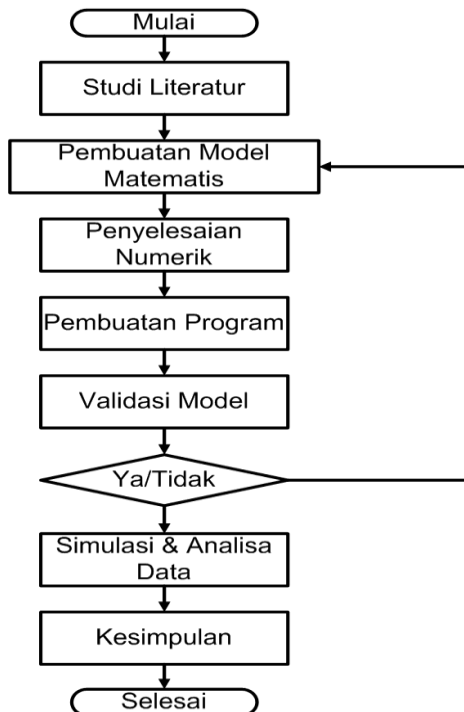 Mulai
Studi Literatur
Pembuatan Model
Matematis
Penyelesaian
Numerik
Pembuatan Program
Validasi Model
Ya/Tidak
Simulasi & Analisa
Data
Kesimpulan
Selesai